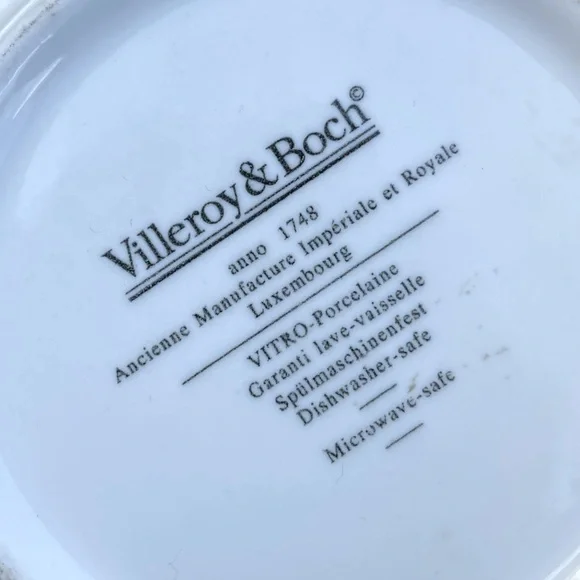 Villeroy & Boch©
anno 1748
Ancienne Manufacture Impériale et Royale
Luxembourg
VITRO-Porcelaine
Garanti lave-vaisselle
Spülmaschinenfest
Dishwasher-safe
Microwave-safe